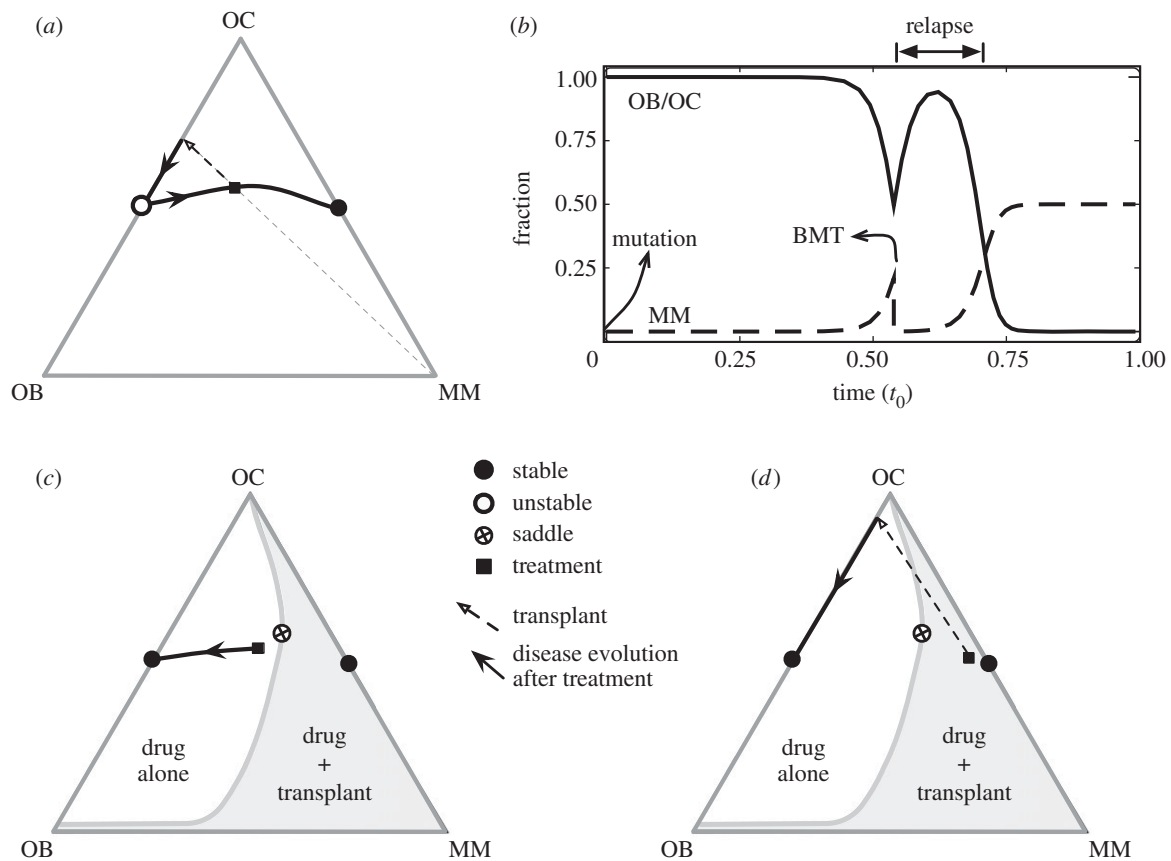 (a)
OC
OB
MM
(b)
relapse
1.00
0.75
0.50
0.25
fraction
OB/OC
mutation
BMT
MM
0
0.25
0.50
0.75
1.00
time (t0)
(c)
OC
drug
alone
drug
+
transplant
OB
MM
stable
unstable
saddle
treatment
transplant
disease evolution
after treatment
(d)
OC
drug
alone
drug
+
transplant
OB
MM